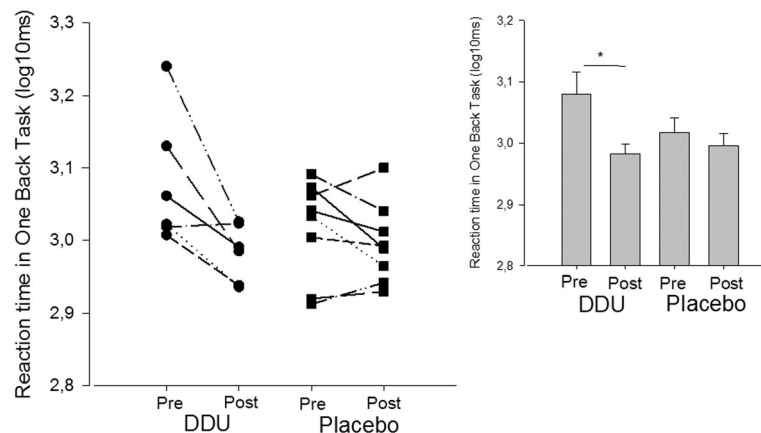 Reaction time in One Back Task (log10ms)
3,3
3,2
3,1
3,0
2,9
2,8
Pre Post Pre Post
DDU Placebo
Reaction time in One Back Task (log10ms)
3,2
3,1
3,0
2,9
2,8
*
Pre Post Pre Post
DDU Placebo